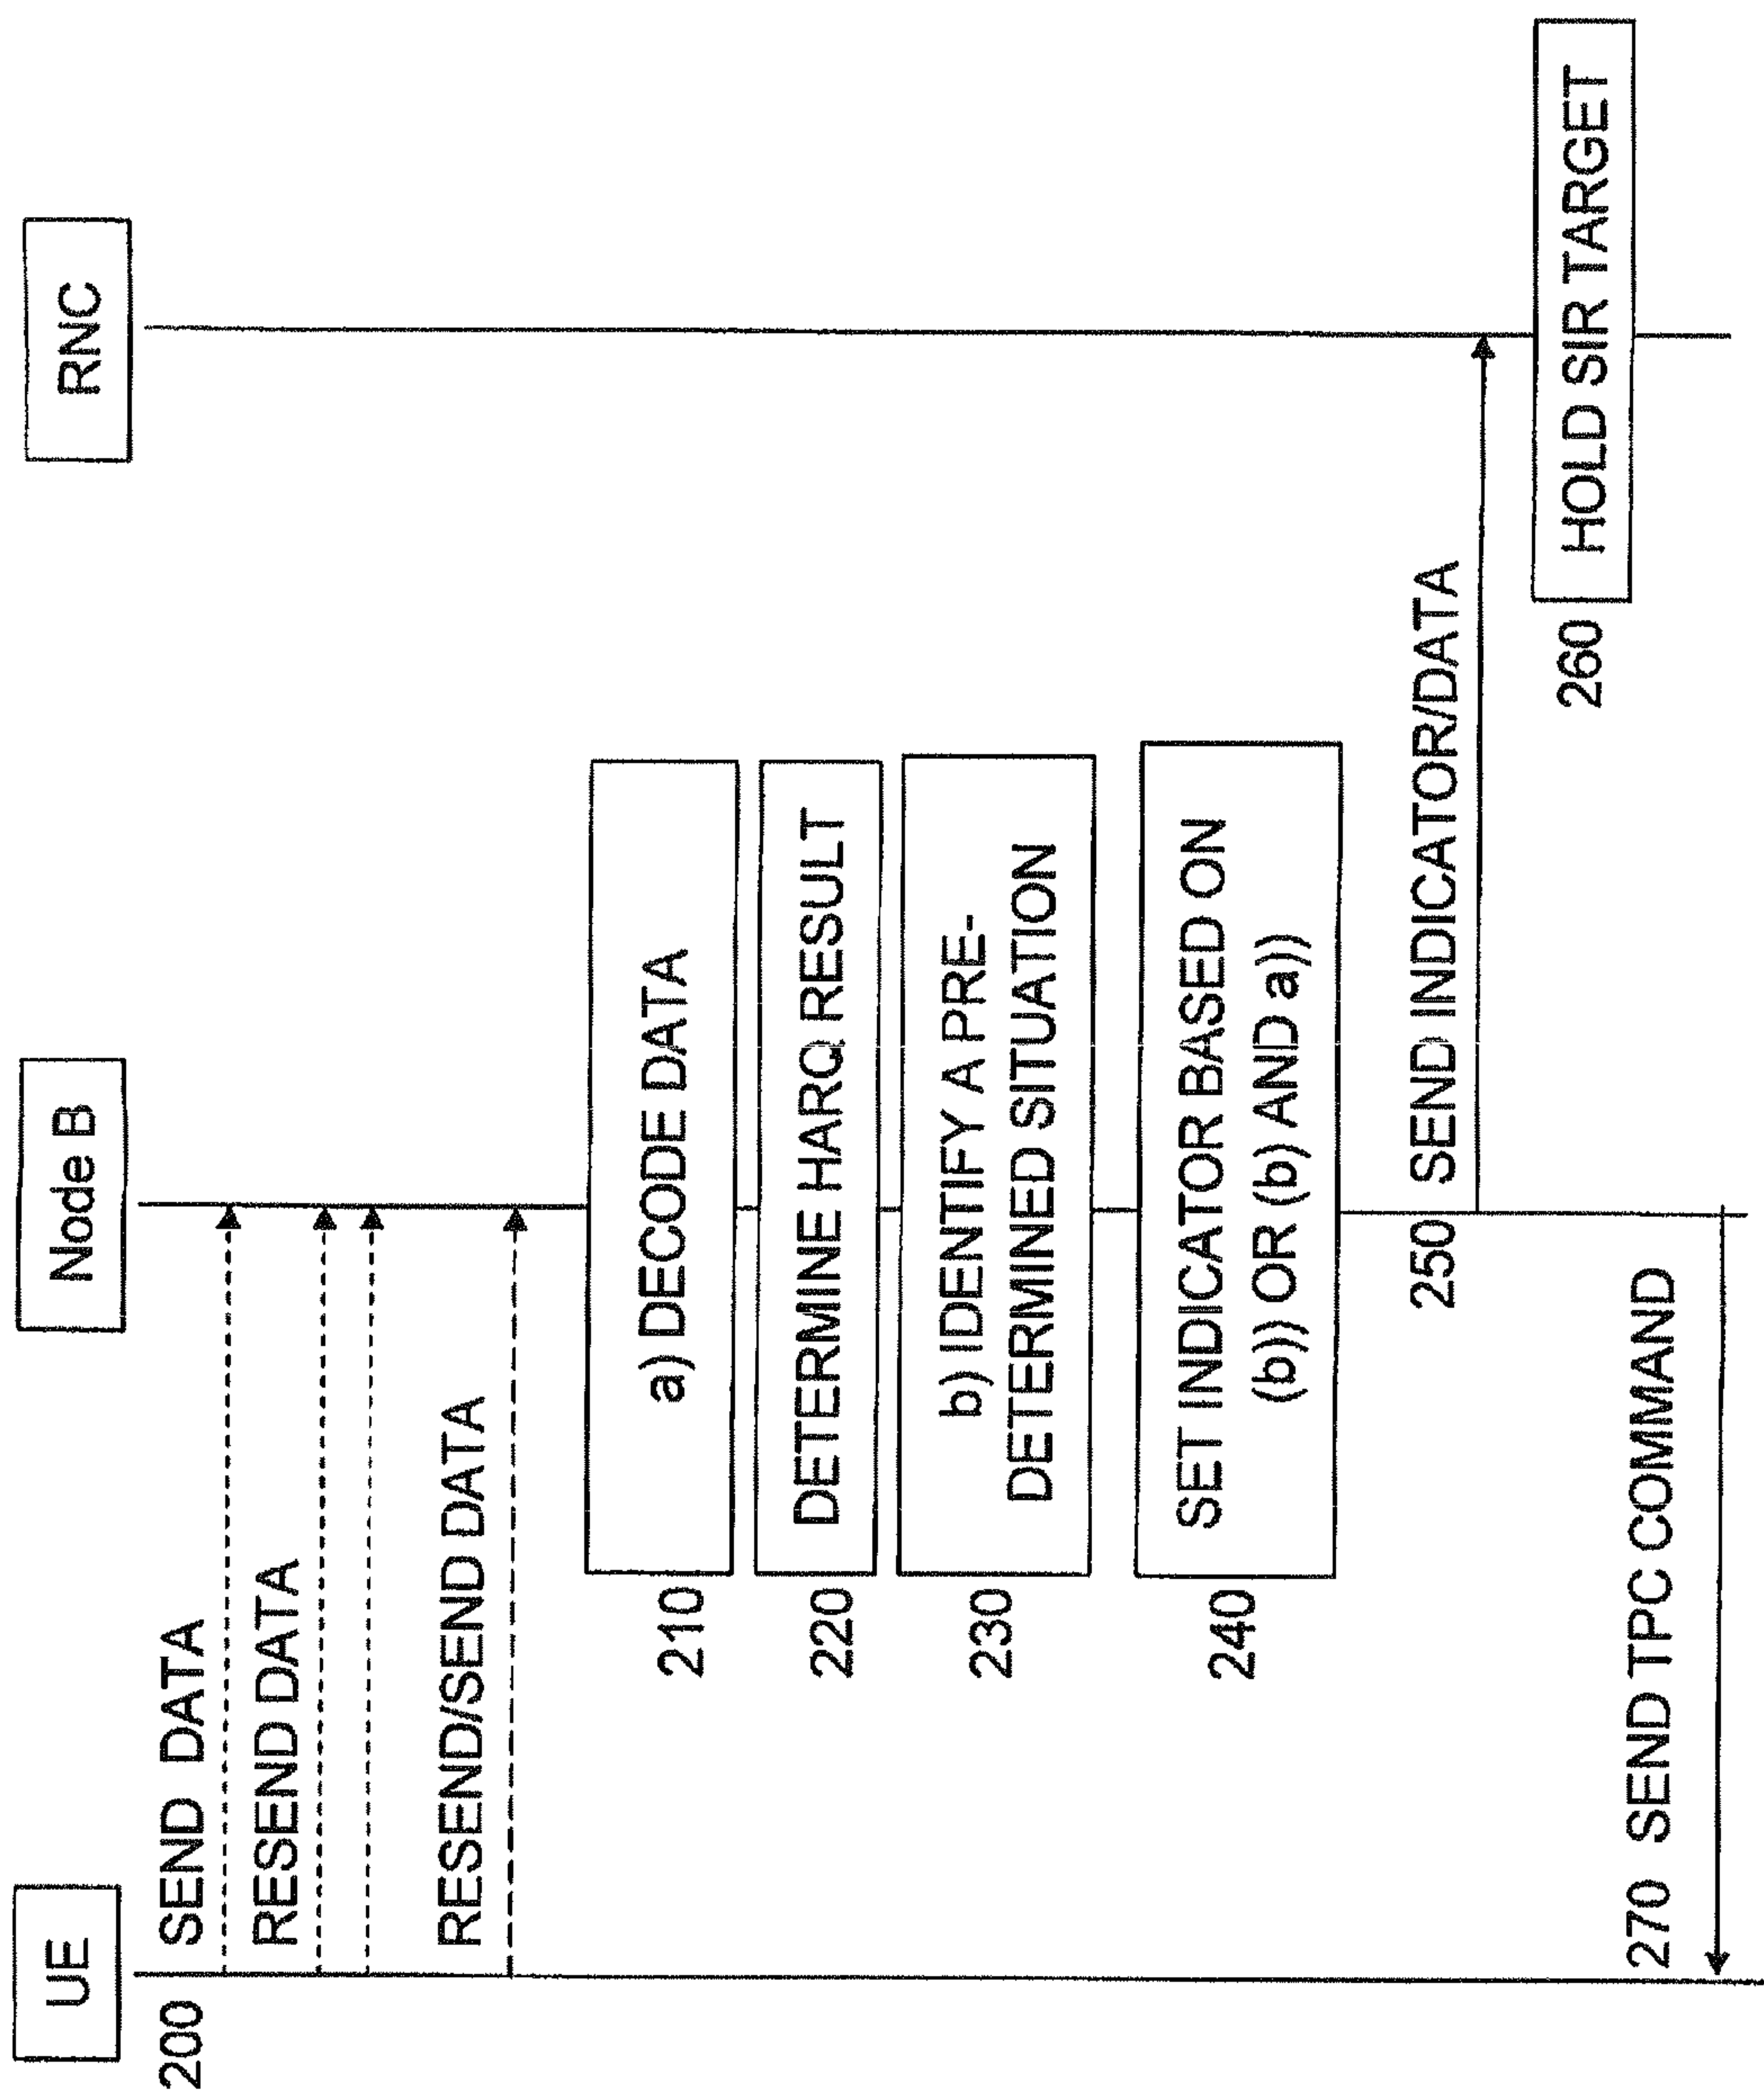 UE
Node B
RNC
200
SEND DATA
RESEND DATA
RESEND/SEND DATA
210
a) DECODE DATA
220
DETERMINE HARQ RESULT
230
b) IDENTIFY A PRE-
DETERMINED SITUATION
240
SET INDICATOR BASED ON
(b)) OR (b) AND a))
250 SEND INDICATOR/DATA
260
HOLD SIR TARGET
270 SEND TPC COMMAND